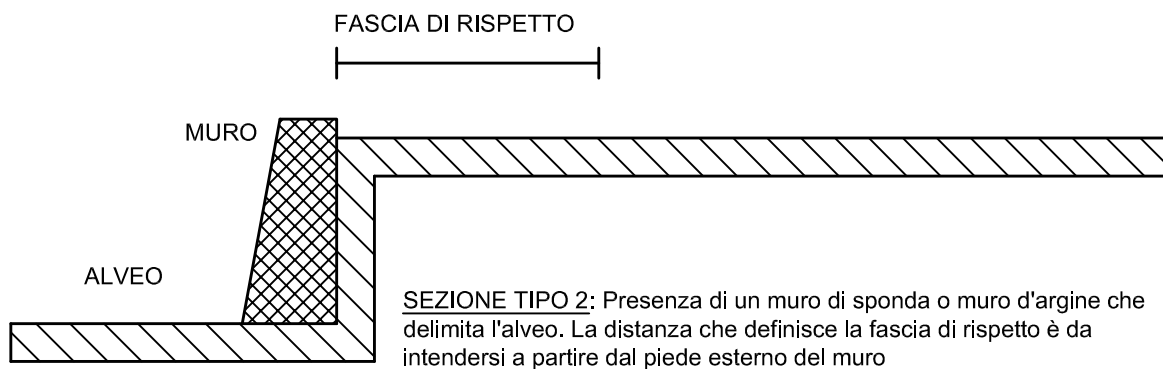 FASCIA DI RISPETTO
MURO
ALVEO
SEZIONE TIPO 2: Presenza di un muro di sponda o muro d'argine che
delimita l'alveo. La distanza che definisce la fascia di rispetto è da
intendersi a partire dal piede esterno del muro